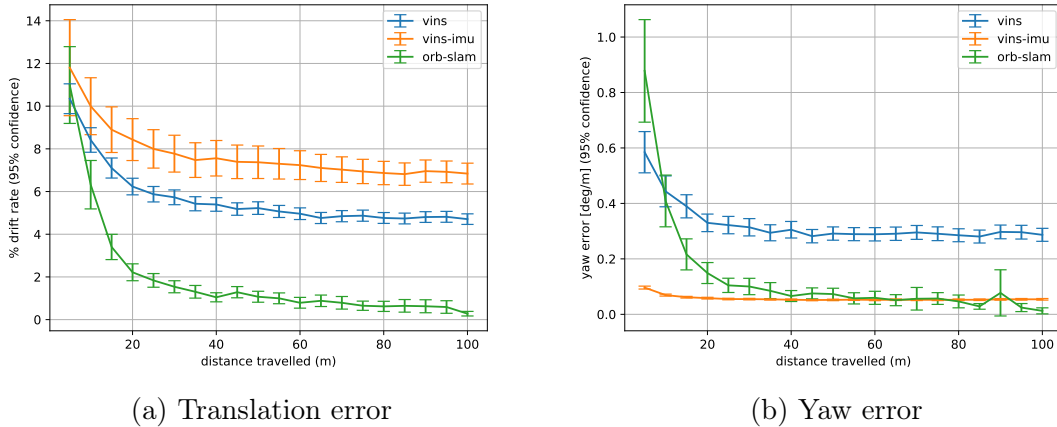 14
12
10
8
6
4
2
0
% drift rate (95% confidence)
vins
vins-imu
orb-slam
20
40
60
80
100
distance travelled (m)
(a) Translation error
1.0
0.8
0.6
0.4
0.2
0.0
yaw error [deg/m] (95% confidence)
vins
vins-imu
orb-slam
20
40
60
80
100
distance travelled (m)
(b) Yaw error